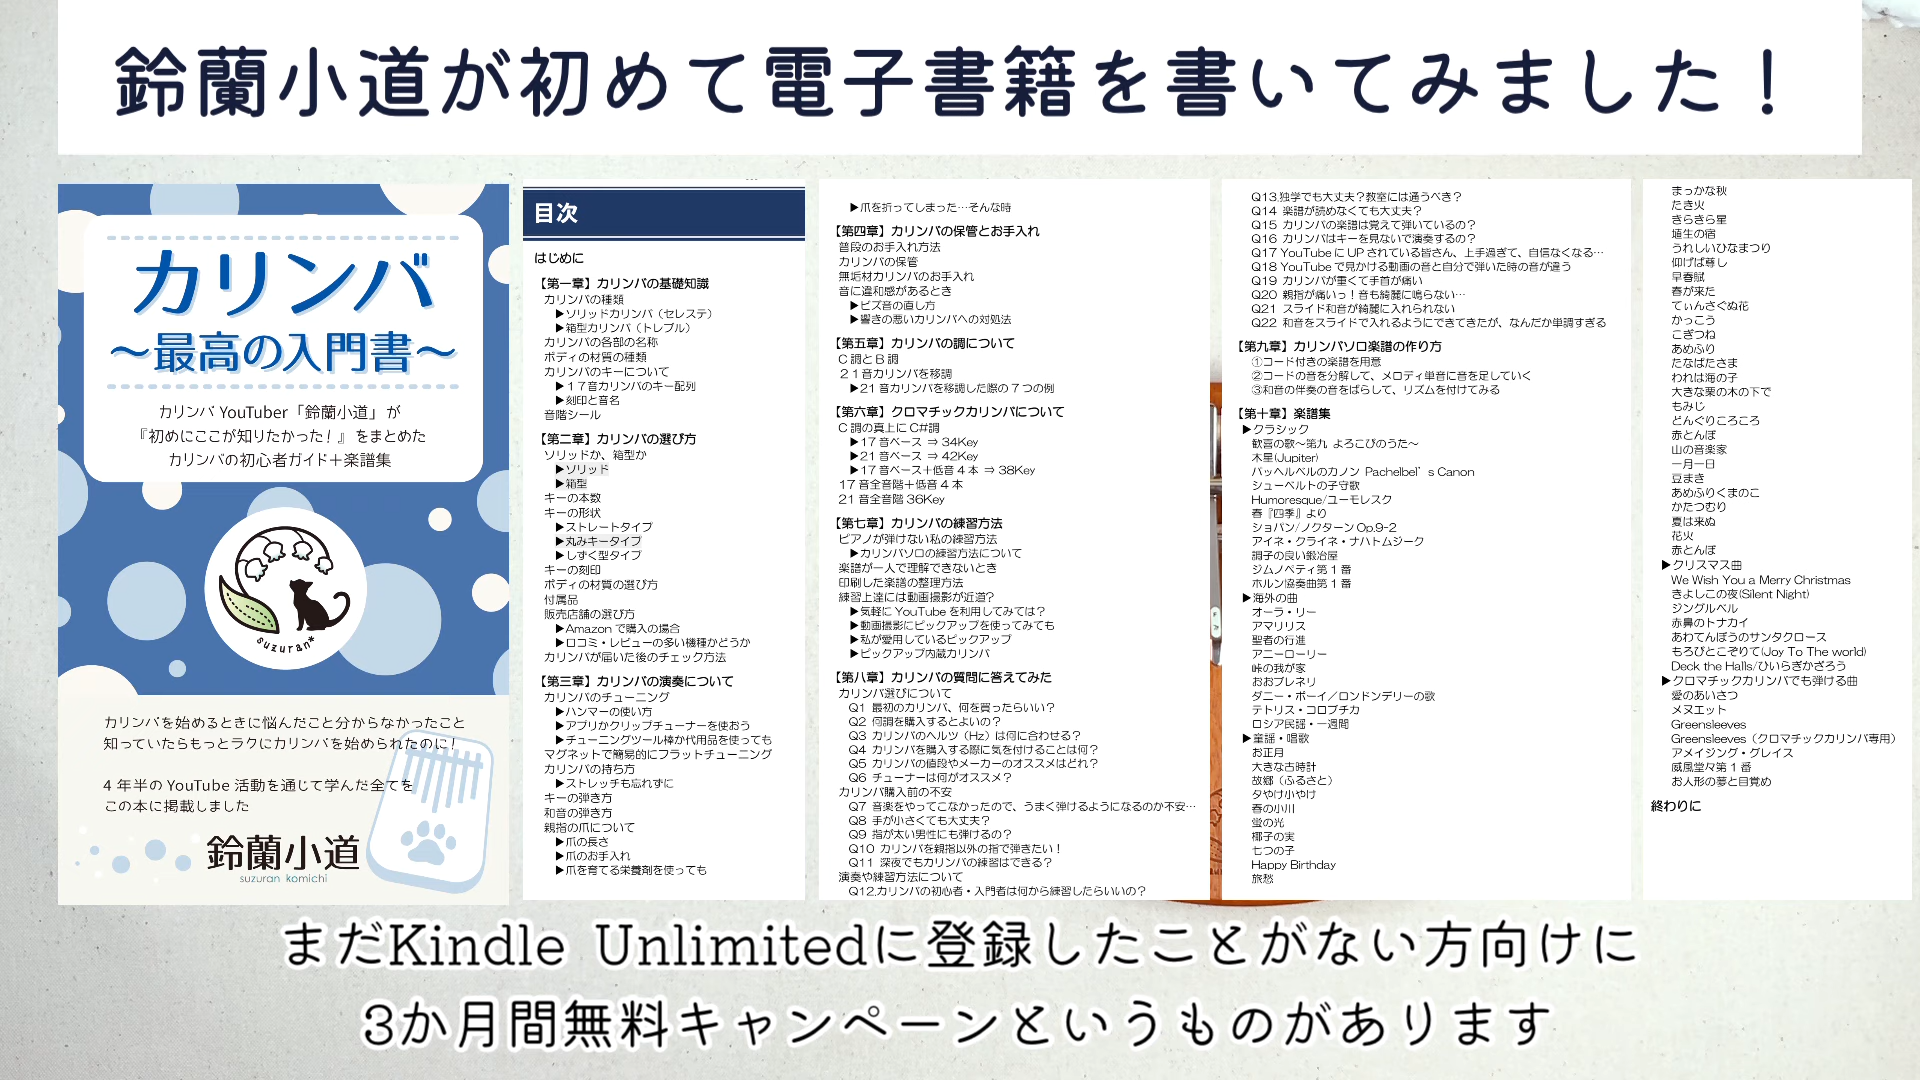 鈴蘭小道が初めて電子書籍を書いてみました！
カリンバ
～最高の入門書～
カリンバ YouTuber「鈴蘭小道」が
『初めにここが知りたかった！』をまとめた
カリンバの初心者ガイド＋楽譜集
suzuran*
カリンバを始めるときに悩んだこと分からなかったこと
知っていたらもっとラクにカリンバを始められたのに！
4 年半の YouTube 活動を通じて学んだ全てを
この本に掲載しました
鈴蘭小道
suzuran komichi
目次
はじめに
【第一章】カリンバの基礎知識
カリンバの種類
▶ソリッドカリンバ（セレステ）
▶箱型カリンバ（トレブル）
カリンバの各部の名称
ボディの材質の種類
カリンバのキーについて
▶１７音カリンバのキー配列
▶刻印と音名
音階シール
【第二章】カリンバの選び方
ソリッドか、箱型か
▶ソリッド
▶箱型
キーの本数
キーの形状
▶ストレートタイプ
▶丸みキータイプ
▶しずく型タイプ
キーの刻印
ボディの材質の選び方
付属品
販売店舗の選び方
▶Amazon で購入の場合
▶口コミ・レビューの多い機種かどうか
カリンバが届いた後のチェック方法
【第三章】カリンバの演奏について
カリンバのチューニング
▶ハンマーの使い方
▶アプリかクリップチューナーを使おう
▶チューニングツール棒か代用品を使っても
マグネットで簡易的にフラットチューニング
カリンバの持ち方
▶ストレッチも忘れずに
キーの弾き方
和音の弾き方
親指の爪について
▶爪の長さ
▶爪のお手入れ
▶爪を育てる栄養剤を使っても
▶爪を折ってしまった…そんな時
【第四章】カリンバの保管とお手入れ
普段のお手入れ方法
カリンバの保管
無垢材カリンバのお手入れ
音に違和感があるとき
▶ビズ音の直し方
▶響きの悪いカリンバへの対処法
【第五章】カリンバの調について
C 調と B 調
２１音カリンバを移調
▶21 音カリンバを移調した際の 7 つの例
【第六章】クロマチックカリンバについて
C 調の真上に C#調
▶17 音ベース ⇒ 34Key
▶21 音ベース ⇒ 42Key
▶17 音ベース＋低音 4 本 ⇒ 38Key
17 音全音階＋低音 4 本
21 音全音階 36Key
【第七章】カリンバの練習方法
ピアノが弾けない私の練習方法
▶カリンバソロの練習方法について
楽譜が一人で理解できないとき
印刷した楽譜の整理方法
練習上達には動画撮影が近道?
▶気軽に YouTube を利用してみては？
▶動画撮影にピックアップを使ってみても
▶私が愛用しているピックアップ
▶ピックアップ内蔵カリンバ
【第八章】カリンバの質問に答えてみた
カリンバ選びについて
Q1 最初のカリンバ、何を買ったらいい？
Q2 何調を購入するとよいの？
Q3 カリンバのヘルツ（Hz）は何に合わせる？
Q4 カリンバを購入する際に気を付けることは何？
Q5 カリンバの値段やメーカーのオススメはどれ？
Q6 チューナーは何がオススメ？
カリンバ購入前の不安
Q7 音楽をやってこなかったので、うまく弾けるようになるのか不安…
Q8 手が小さくても大丈夫？
Q9 指が太い男性にも弾けるの？
Q10 カリンバを親指以外の指で弾きたい！
Q11 深夜でもカリンバの練習はできる？
演奏や練習方法について
Q12.カリンバの初心者・入門者は何から練習したらいいの？
Q13.独学でも大丈夫？教室には通うべき？
Q14 楽譜が読めなくても大丈夫？
Q15 カリンバの楽譜は覚えて弾いているの？
Q16 カリンバはキーを見ないで演奏するの？
Q17 YouTube に UP されている皆さん、上手過ぎて、自信なくなる…
Q18 YouTube で見かける動画の音と自分で弾いた時の音が違う
Q19 カリンバが重くて手首が痛い
Q20 親指が痛いっ！音も綺麗に鳴らない…
Q21 スライド和音が綺麗に入れられない
Q22 和音をスライドで入れるようにできてきたが、なんだか単調すぎる
【第九章】カリンバソロ楽譜の作り方
①コード付きの楽譜を用意
②コードの音を分解して、メロディ単音に音を足していく
③和音の伴奏の音をばらして、リズムを付けてみる
【第十章】楽譜集
▶クラシック
歓喜の歌～第九 よろこびのうた～
木星(Jupiter)
パッヘルベルのカノン Pachelbel’s Canon
シューベルトの子守歌
Humoresque/ユーモレスク
春『四季』より
ショパン/ノクターン Op.9-2
アイネ・クライネ・ナハトムジーク
調子の良い鍛冶屋
ジムノペティ第 1 番
ホルン協奏曲第 1 番
▶海外の曲
オーラ・リー
アマリリス
聖者の行進
アニーローリー
峠の我が家
おおブレネリ
ダニー・ボーイ／ロンドンデリーの歌
テトリス・コロブチカ
ロシア民謡・一週間
▶童謡・唱歌
お正月
大きな古時計
故郷（ふるさと）
夕やけ小やけ
春の小川
蛍の光
椰子の実
七つの子
Happy Birthday
旅愁
まっかな秋
たき火
きらきら星
埴生の宿
うれしいひなまつり
仰げば尊し
早春賦
春が来た
てぃんさぐぬ花
かっこう
こぎつね
あめふり
たなばたさま
われは海の子
大きな栗の木の下で
もみじ
どんぐりころころ
赤とんぼ
山の音楽家
一月一日
豆まき
あめふりくまのこ
かたつむり
夏は来ぬ
花火
赤とんぼ
▶クリスマス曲
We Wish You a Merry Christmas
きよしこの夜(Silent Night)
ジングルベル
赤鼻のトナカイ
あわてんぼうのサンタクロース
もろびとこぞりて(Joy To The world)
Deck the Halls/ひいらぎかざろう
▶クロマチックカリンバでも弾ける曲
愛のあいさつ
メヌエット
Greensleeves
Greensleeves（クロマチックカリンバ専用）
アメイジング・グレイス
威風堂々第 1 番
お人形の夢と目覚め
終わりに
まだKindle Unlimitedに登録したことがない方向けに
3か月間無料キャンペーンというものがあります